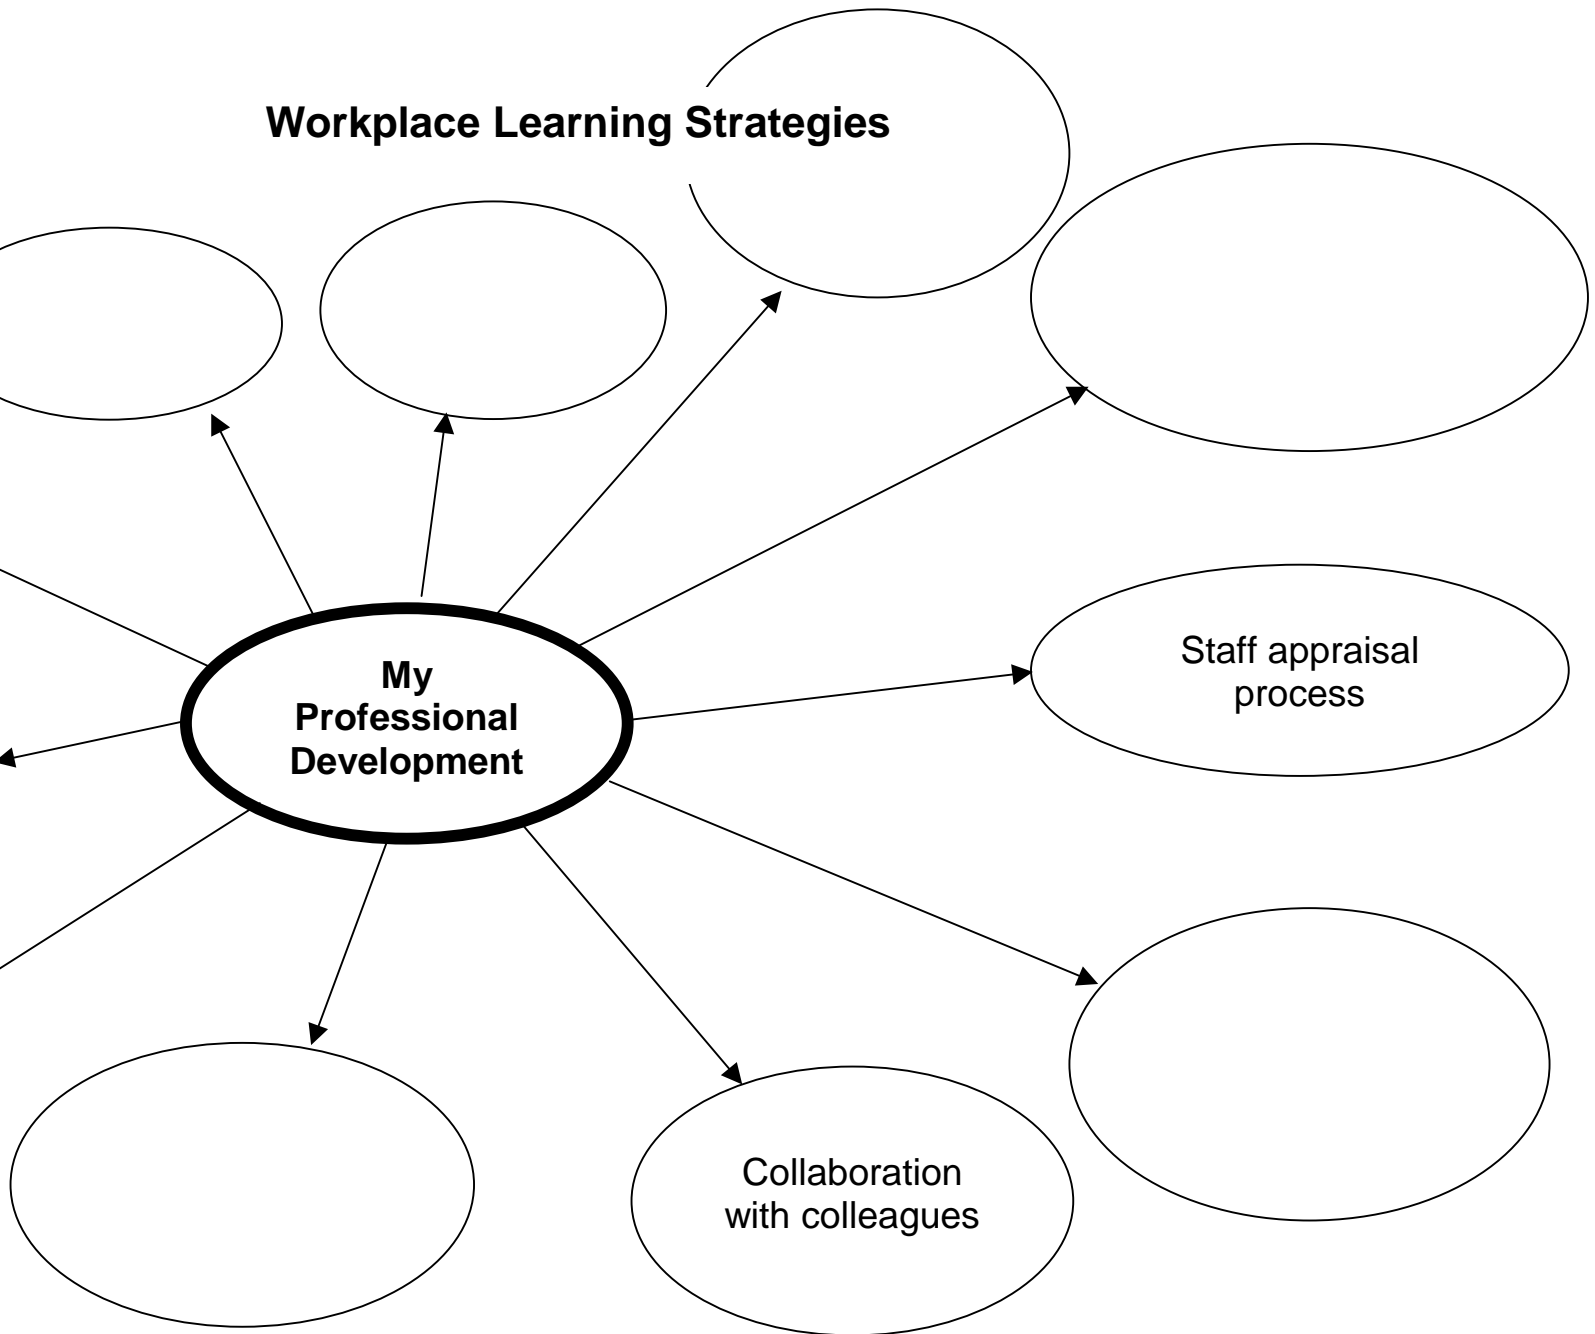 Workplace Learning Strategies
My
Professional
Development
Staff appraisal
process
Collaboration
with colleagues